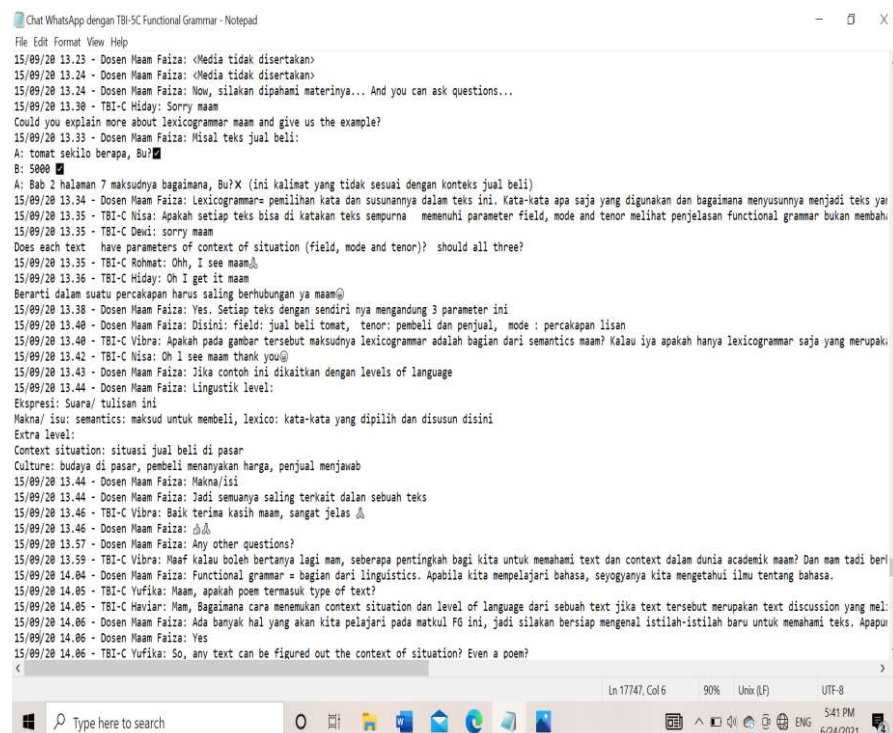 Chat WhatsApp dengan TBI-5C Functional Grammar - Notepad
File Edit Format View Help
15/09/20 13.23 - Dosen Maam Faiza: <Media tidak disertakan>
15/09/20 13.24 - Dosen Maam Faiza: <Media tidak disertakan>
15/09/20 13.24 - Dosen Maam Faiza: Now, silakan dipahami materinya... And you can ask questions...
15/09/20 13.30 - TBI-C Hiday: Sorry maam
Could you explain more about lexicogrammar maam and give us the example?
15/09/20 13.33 - Dosen Maam Faiza: Misal teks jual beli:
A: tomat sekilo berapa, Bu?✅
B: 5000 ✅
A: Bab 2 halaman 7 maksudnya bagaimana, Bu?❌ (ini kalimat yang tidak sesuai dengan konteks jual beli)
15/09/20 13.34 - Dosen Maam Faiza: Lexicogrammar= pemilihan kata dan susunannya dalam teks ini. Kata-kata apa saja yang digunakan dan bagaimana menyusunnya menjadi teks yan
15/09/20 13.35 - TBI-C Nisa: Apakah setiap teks bisa di katakan teks sempurna memenuhi parameter field, mode and tenor melihat penjelasan functional grammar bukan membaha
15/09/20 13.35 - TBI-C Dewi: sorry maam
Does each text have parameters of context of situation (field, mode and tenor)? should all three?
15/09/20 13.35 - TBI-C Rohmat: Ohh, I see maam🙏
15/09/20 13.36 - TBI-C Hiday: Oh I get it maam
Berarti dalam suatu percakapan harus saling berhubungan ya maam😀
15/09/20 13.38 - Dosen Maam Faiza: Yes. Setiap teks dengan sendiri nya mengandung 3 parameter ini
15/09/20 13.40 - Dosen Maam Faiza: Disini: field: jual beli tomat, tenor: pembeli dan penjual, mode : percakapan lisan
15/09/20 13.40 - TBI-C Vibra: Apakah pada gambar tersebut maksudnya lexicogrammar adalah bagian dari semantics maam? Kalau iya apakah hanya lexicogrammar saja yang merupaka
15/09/20 13.42 - TBI-C Nisa: Oh l see maam thank you😀
15/09/20 13.43 - Dosen Maam Faiza: Jika contoh ini dikaitkan dengan levels of language
15/09/20 13.44 - Dosen Maam Faiza: Lingustik level:
Ekspresi: Suara/ tulisan ini
Makna/ isu: semantics: maksud untuk membeli, lexico: kata-kata yang dipilih dan disusun disini
Extra level:
Context situation: situasi jual beli di pasar
Culture: budaya di pasar, pembeli menanyakan harga, penjual menjawab
15/09/20 13.44 - Dosen Maam Faiza: Makna/isi
15/09/20 13.44 - Dosen Maam Faiza: Jadi semuanya saling terkait dalan sebuah teks
15/09/20 13.46 - TBI-C Vibra: Baik terima kasih maam, sangat jelas 🙏
15/09/20 13.46 - Dosen Maam Faiza: 👍🙏
15/09/20 13.57 - Dosen Maam Faiza: Any other questions?
15/09/20 13.59 - TBI-C Vibra: Maaf kalau boleh bertanya lagi mam, seberapa pentingkah bagi kita untuk memahami text dan context dalam dunia academik maam? Dan mam tadi berl
15/09/20 14.04 - Dosen Maam Faiza: Functional grammar = bagian dari linguistics. Apabila kita mempelajari bahasa, seyogyanya kita mengetahui ilmu tentang bahasa.
15/09/20 14.05 - TBI-C Yufika: Maam, apakah poem termasuk type of text?
15/09/20 14.05 - TBI-C Haviar: Mam, Bagaimana cara menemukan context situation dan level of language dari sebuah text jika text tersebut merupakan text discussion yang mel
15/09/20 14.06 - Dosen Maam Faiza: Ada banyak hal yang akan kita pelajari pada matkul FG ini, jadi silakan bersiap mengenal istilah-istilah baru untuk memahami teks. Apapun
15/09/20 14.06 - Dosen Maam Faiza: Yes
15/09/20 14.06 - TBI-C Yufika: So, any text can be figured out the context of situation? Even a poem?
Ln 17747, Col 6 90% Unix (LF) UTF-8
Type here to search ENG 5:41 PM
6/24/2021